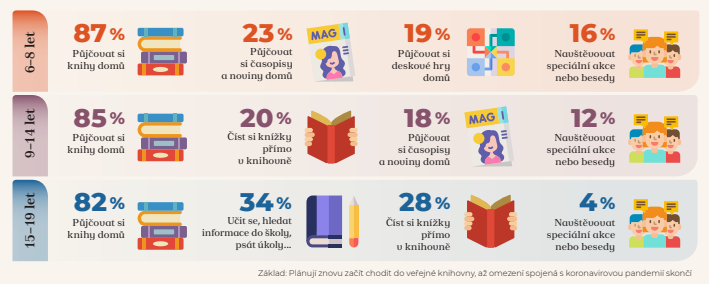 6–8 let
87 %
Půjčovat si
knihy domů
23 %
Půjčovat
si časopisy
a noviny domů
MAG
19 %
Půjčovat si
deskové hry
domů
16 %
Navštěvovat
speciální akce
nebo besedy
9–14 let
85 %
Půjčovat si
knihy domů
20 %
Číst si knížky
přímo
v knihovně
18 %
Půjčovat
si časopisy
a noviny domů
MAG
12 %
Navštěvovat
speciální akce
nebo besedy
15–19 let
82 %
Půjčovat si
knihy domů
34 %
Učit se, hledat
informace do školy,
psát úkoly...
28 %
Číst si knížky
přímo
v knihovně
4 %
Navštěvovat
speciální akce
nebo besedy
Základ: Plánují znovu začít chodit do veřejné knihovny, až omezení spojená s koronavirovou pandemií skončí